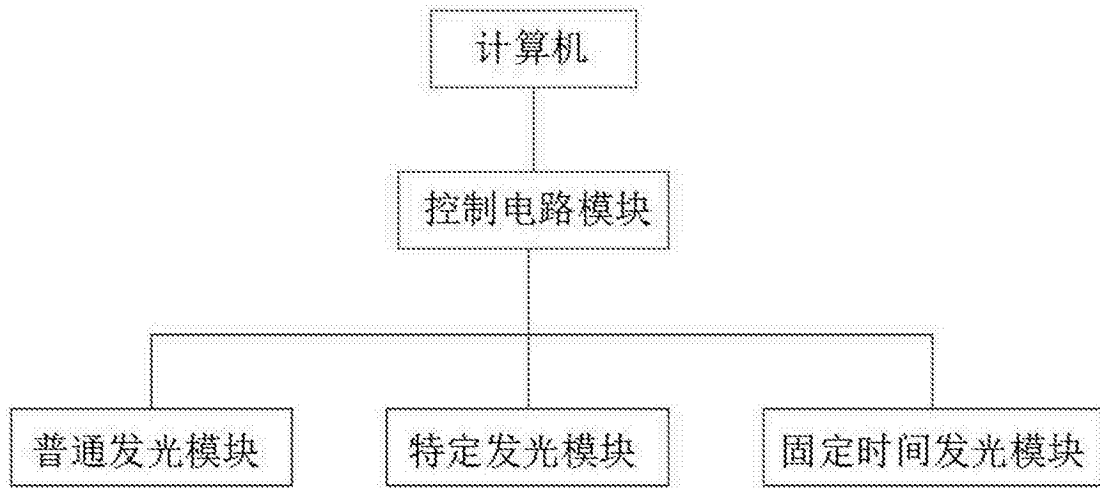 计算机
控制电路模块
普通发光模块
特定发光模块
固定时间发光模块